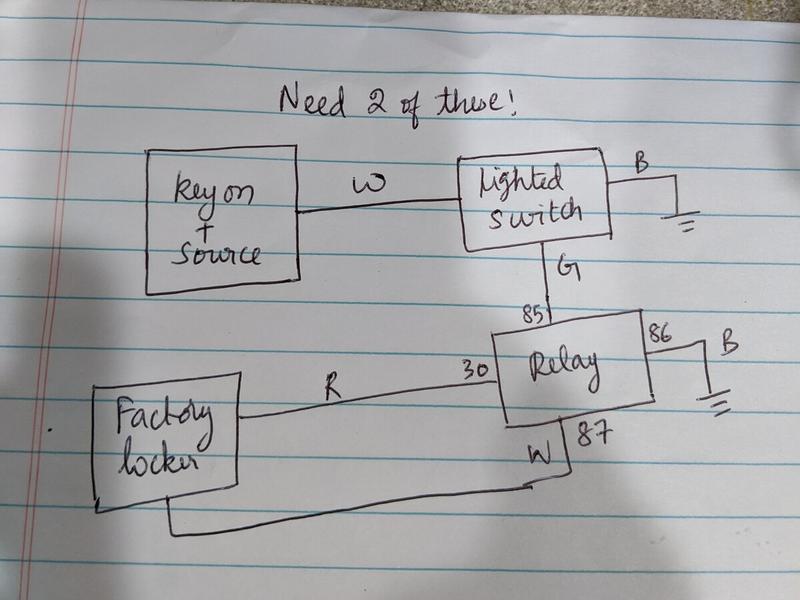 Need 2 of these!
key on
+
Source
W
Lighted
Switch
B
G
85
86
B
30
Relay
R
87
W
Factory
locker